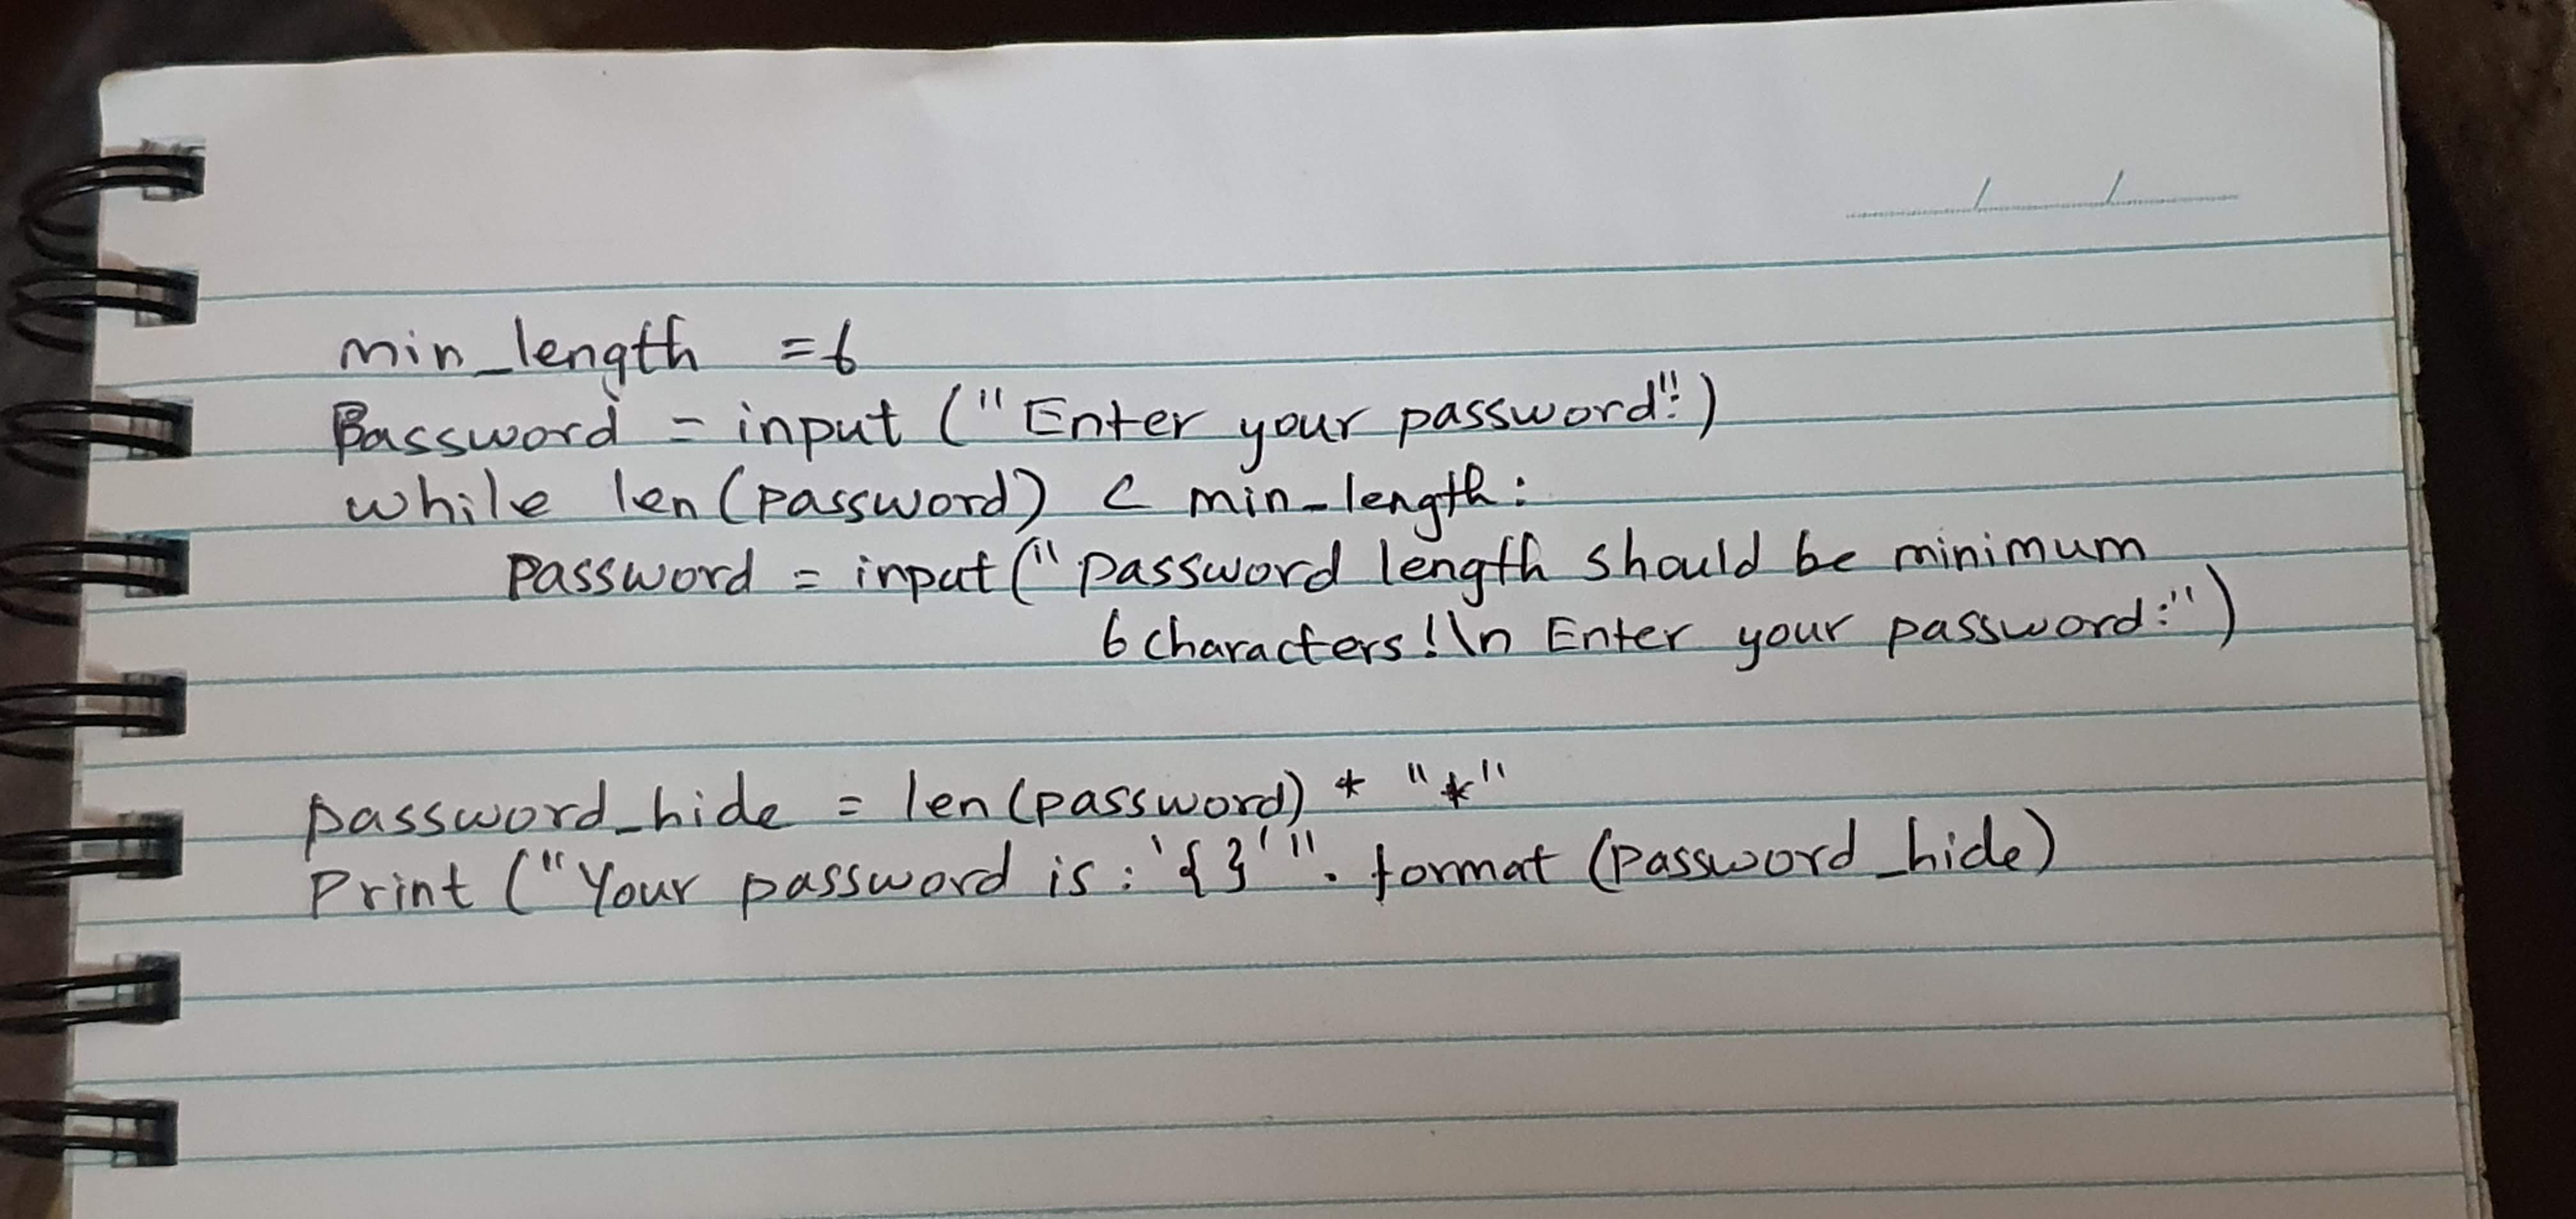 min_length =6
Password = input ("Enter your password:")
while len(password) < min_length:
password = input("password length should be minimum
6 characters!\n Enter your password:")
password_hide = len(password) * "*"
Print ("Your password is: '{}'". format (password_hide)